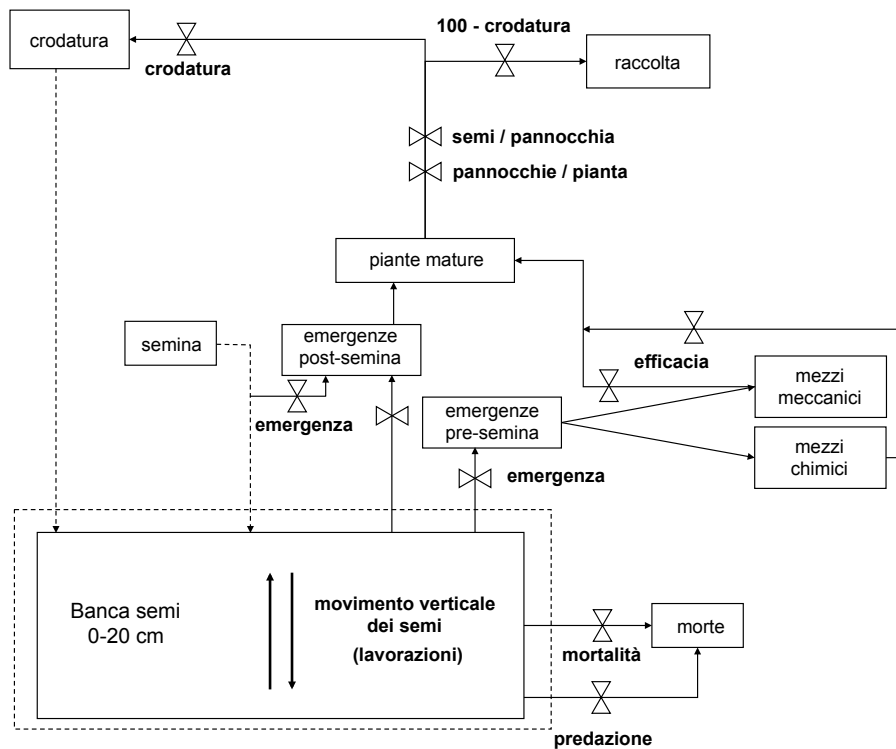 100 - crodatura
crodatura
crodatura
raccolta
semi / pannocchia
pannocchie / pianta
piante mature
semina
emergenze
post-semina
efficacia
mezzi
meccanici
emergenza
emergenze
pre-semina
mezzi
chimici
emergenza
Banca semi
0-20 cm
movimento verticale
dei semi
(lavorazioni)
morte
mortalità
predazione